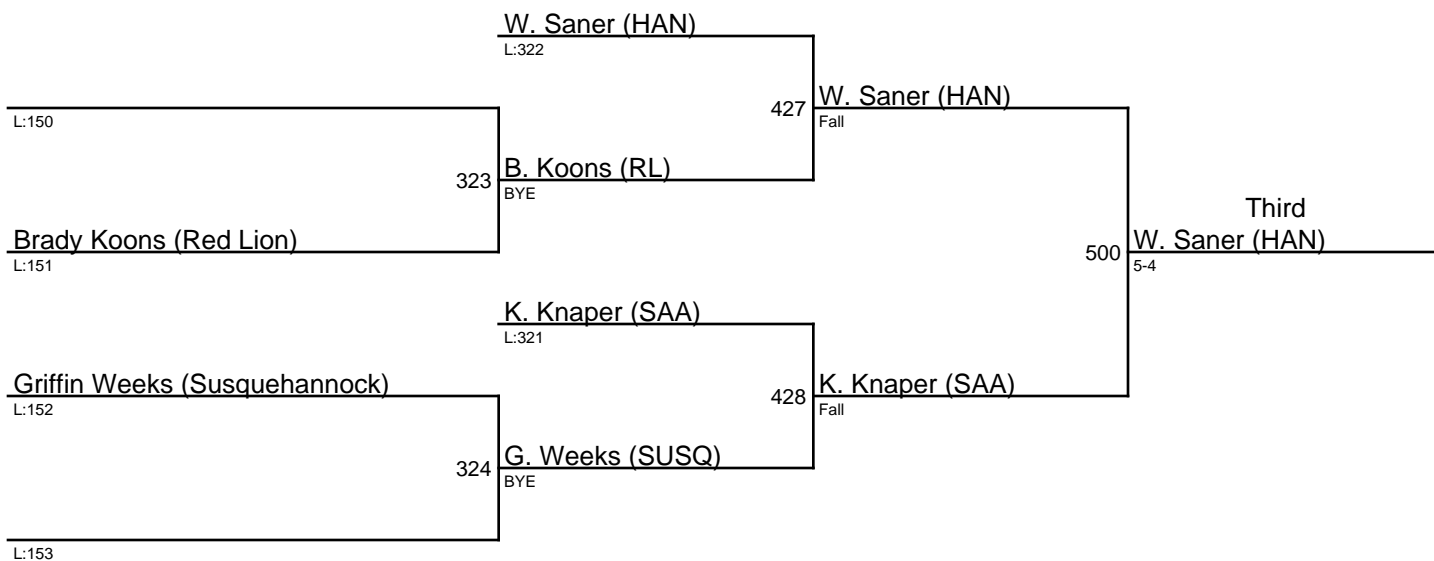 W. Saner (HAN)
L:322
L:150
427
W. Saner (HAN)
Fall
323
B. Koons (RL)
BYE
Brady Koons (Red Lion)
L:151
Third
500
W. Saner (HAN)
5-4
K. Knaper (SAA)
L:321
Griffin Weeks (Susquehannock)
L:152
428
K. Knaper (SAA)
Fall
324
G. Weeks (SUSQ)
BYE
L:153